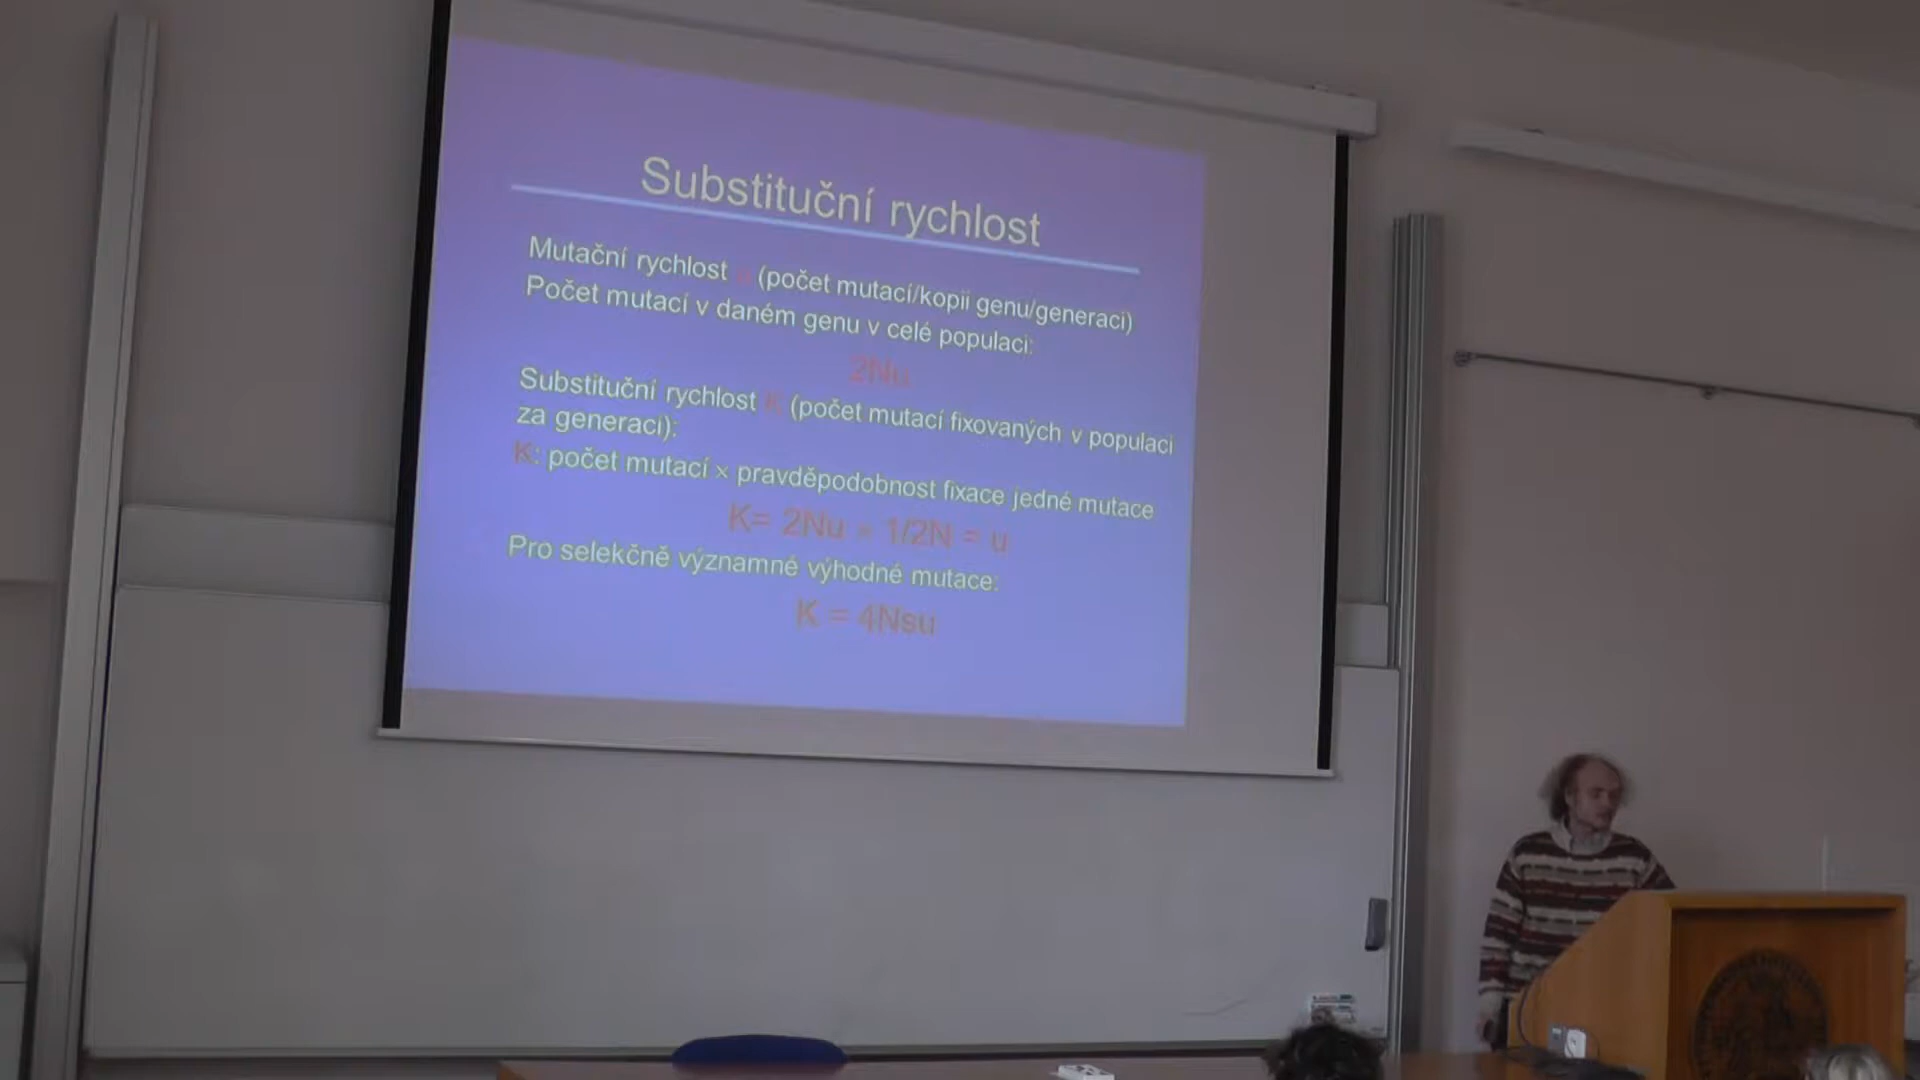 Substituční rychlost
Mutační rychlost u (počet mutací/kopii genu/generaci)
Počet mutací v daném genu v celé populaci:
2Nu
Substituční rychlost K (počet mutací fixovaných v populaci
za generaci):
K: počet mutací × pravděpodobnost fixace jedné mutace
K= 2Nu × 1/2N = u
Pro selekčně významné výhodné mutace:
K = 4Nsu